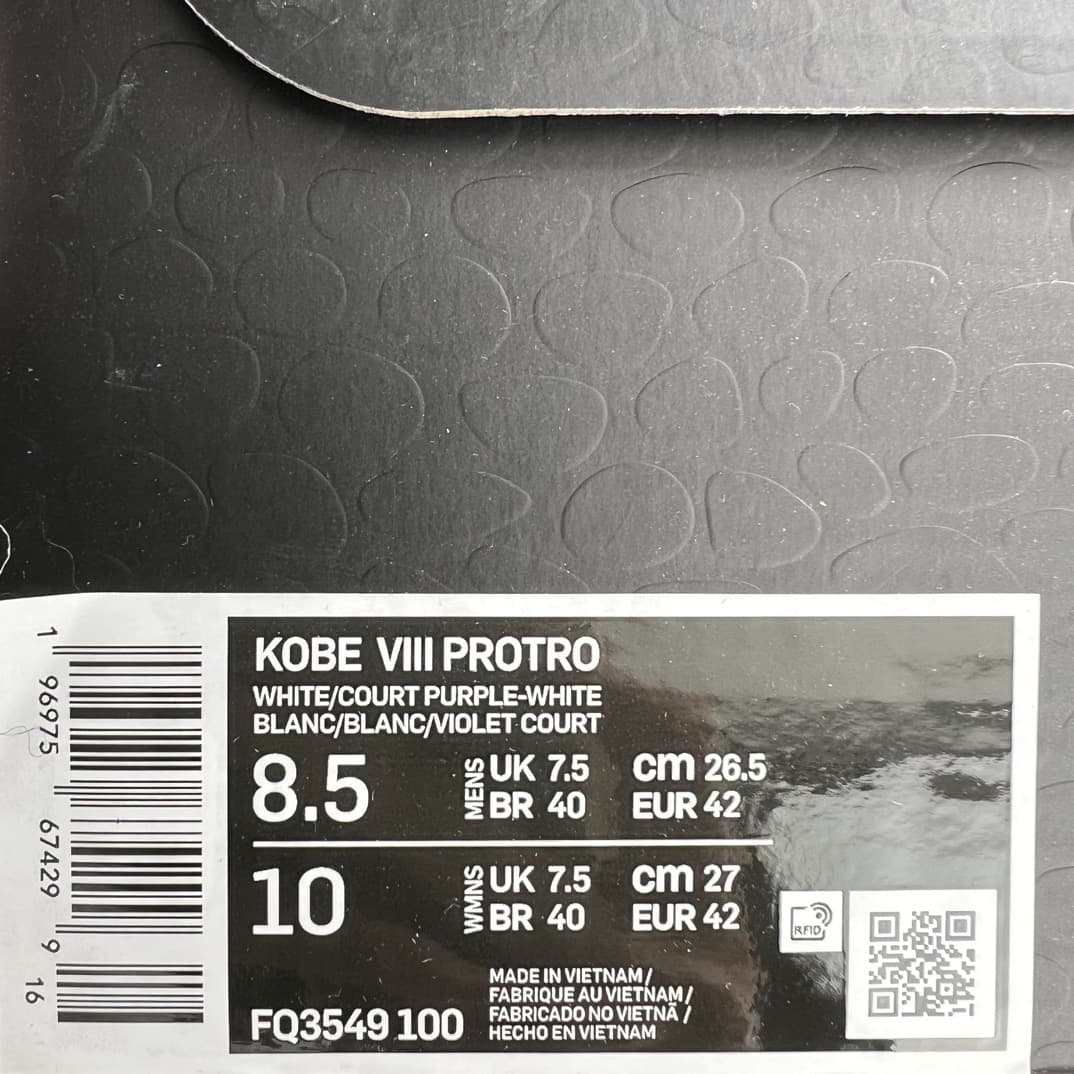 1 96975 67429 9 16
KOBE VIII PROTRO
WHITE/COURT PURPLE-WHITE
BLANC/BLANC/VIOLET COURT
8.5 MENS UK 7.5 cm 26.5
BR 40 EUR 42
10 WMNS UK 7.5 cm 27
BR 40 EUR 42
RFID
MADE IN VIETNAM/
FABRIQUE AU VIETNAM/
FABRICADO NO VIETNÃ /
HECHO EN VIETNAM
FQ3549 100